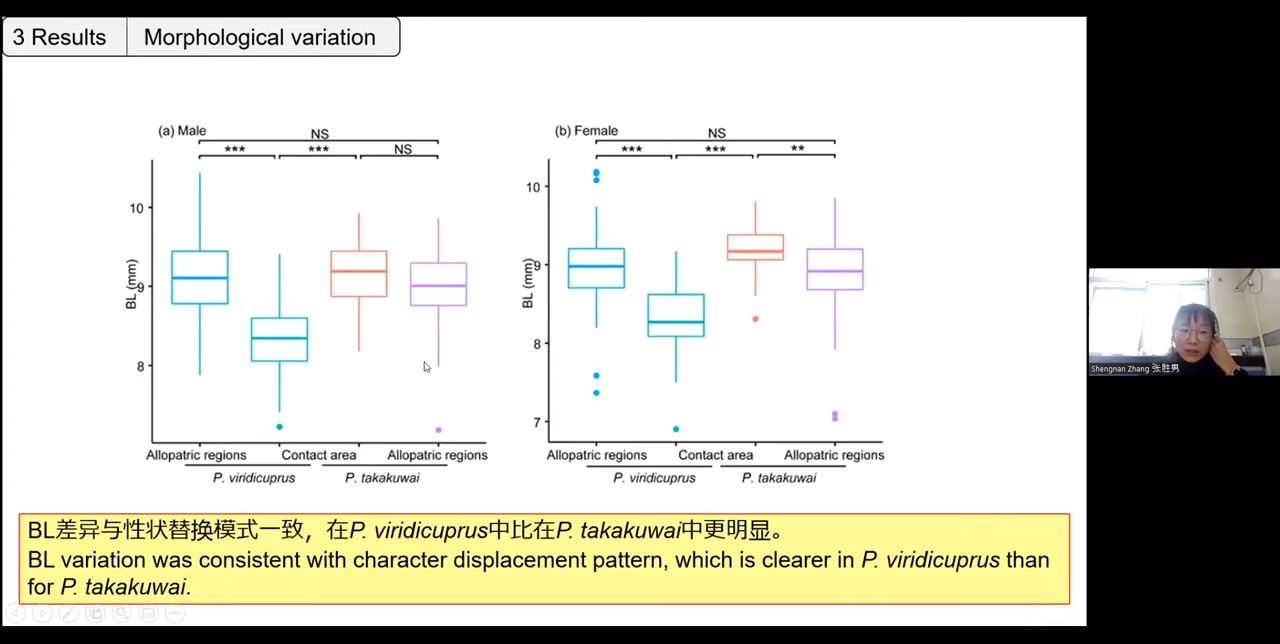 3 Results
Morphological variation
(a) Male
NS
*** *** NS
10
9
8
BL (mm)
Allopatric regions Contact area Allopatric regions
P. viridicuprus P. takakuwai
(b) Female
NS
*** *** **
10
9
8
7
BL (mm)
Allopatric regions Contact area Allopatric regions
P. viridicuprus P. takakuwai
Shengnan Zhang 张胜男
BL差异与性状替换模式一致，在P. viridicuprus中比在P. takakuwai中更明显。
BL variation was consistent with character displacement pattern, which is clearer in P. viridicuprus than
for P. takakuwai.